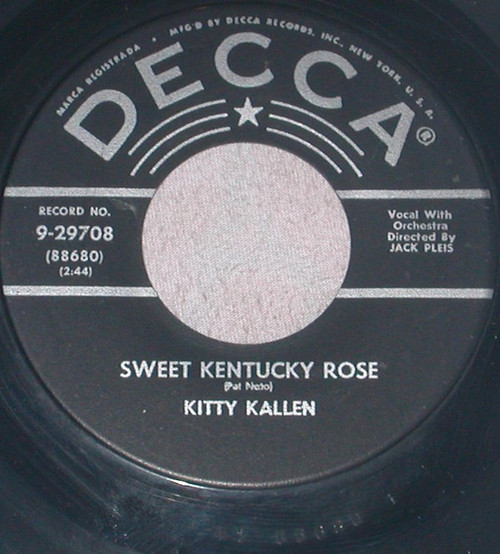 MARCA REGISTRADA • MFG'D BY DECCA RECORDS, INC., NEW YORK, U. S. A.
DECCA®
RECORD NO.
9-29708
(88680)
(2:44)
Vocal With
Orchestra
Directed By
JACK PLEIS
SWEET KENTUCKY ROSE
(Pat Noto)
KITTY KALLEN